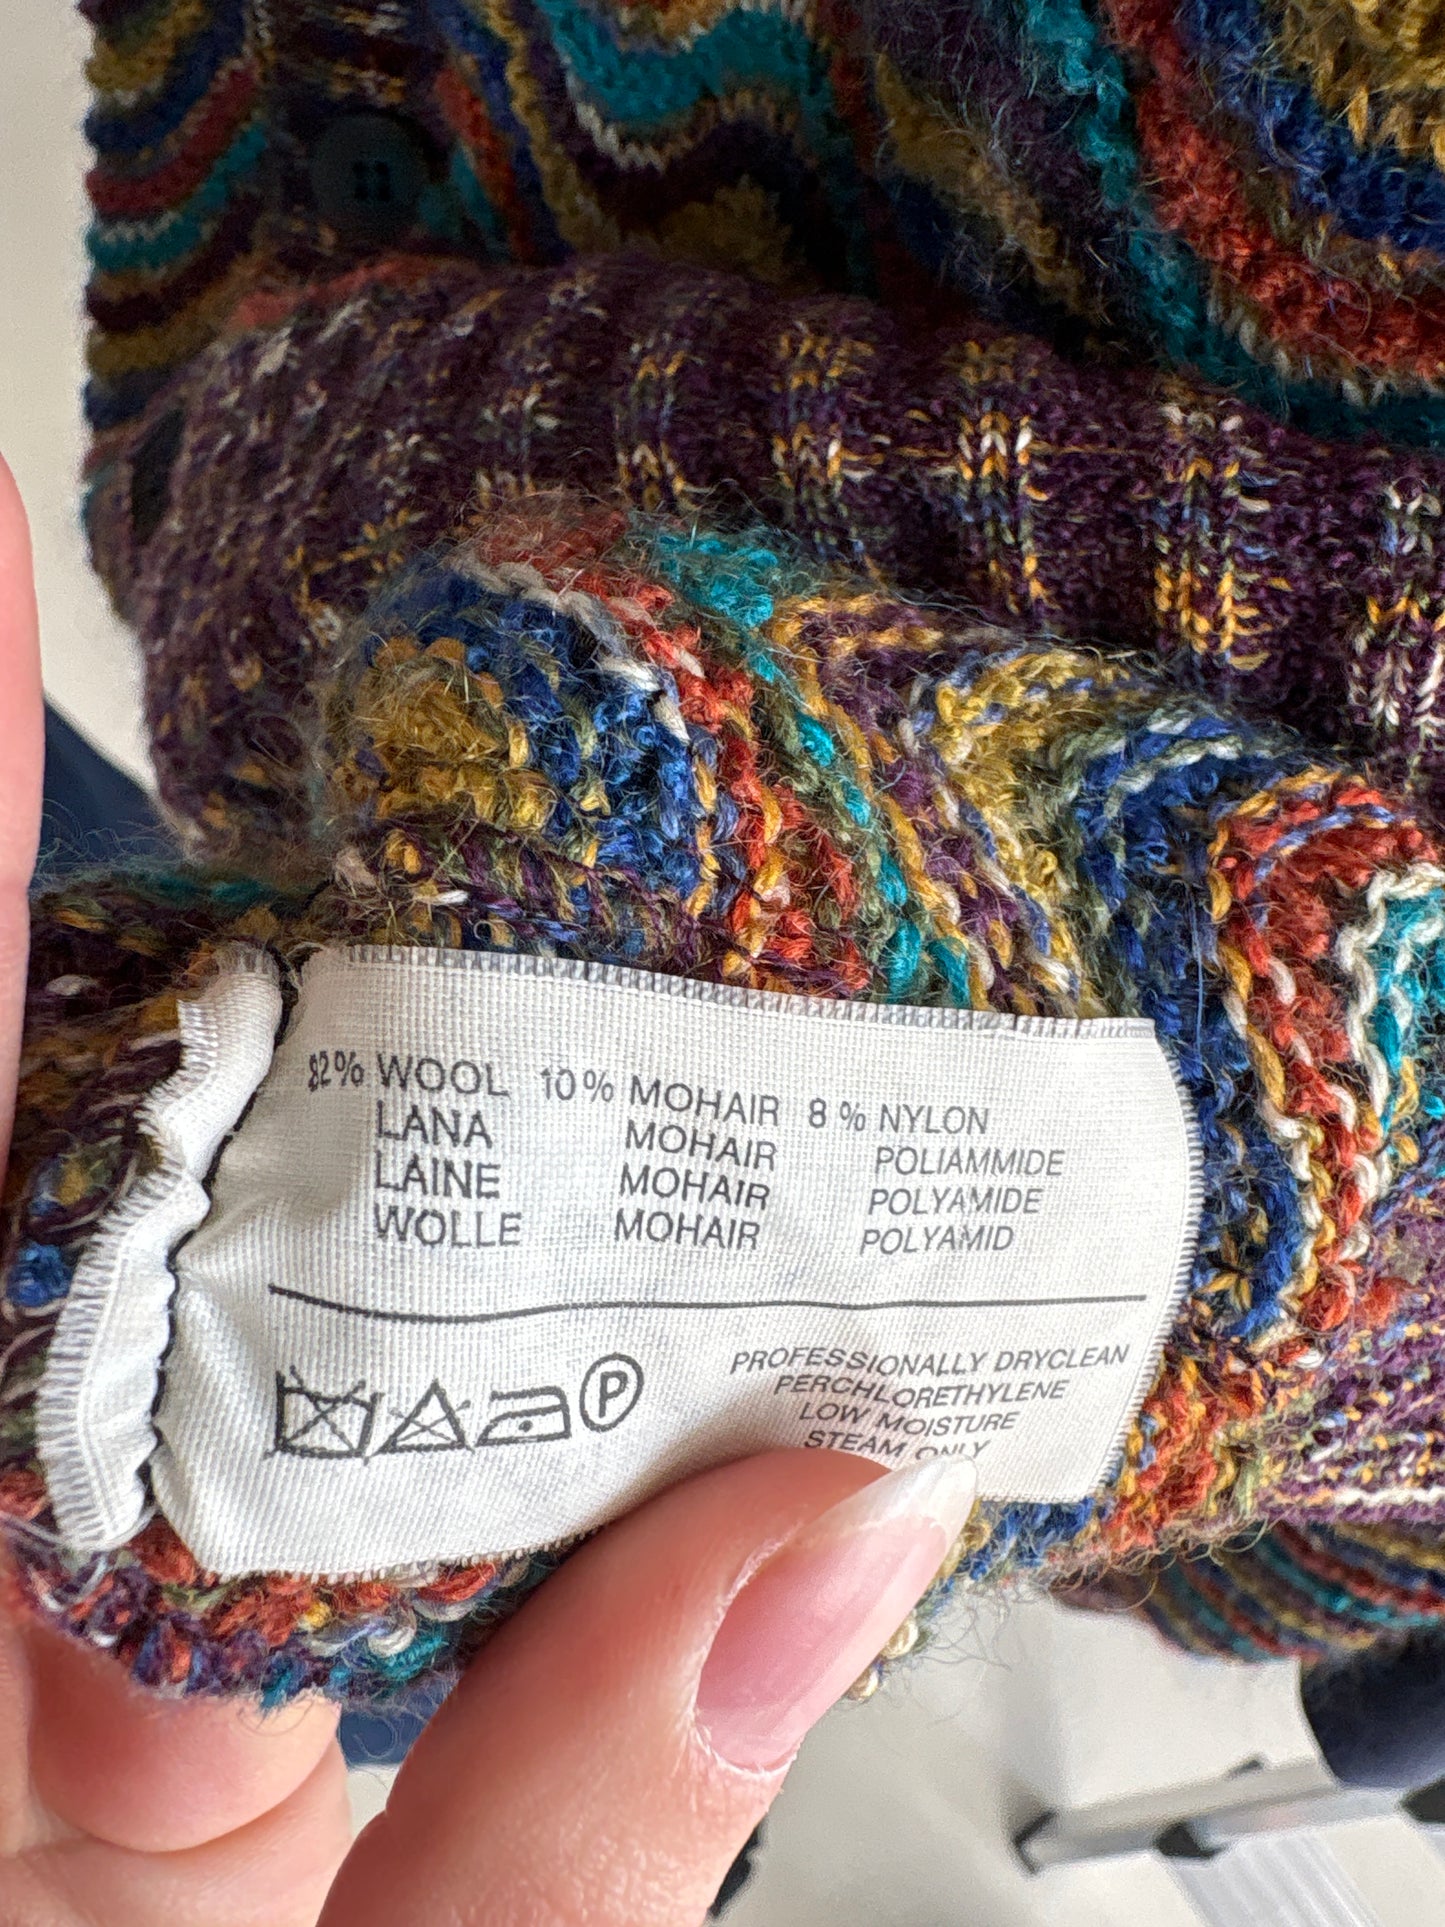 82% WOOL 10% MOHAIR 8% NYLON
LANA MOHAIR POLIAMMIDE
LAINE MOHAIR POLYAMIDE
WOLLE MOHAIR POLYAMID
P
PROFESSIONALLY DRYCLEAN
PERCHLORETHYLENE
LOW MOISTURE
STEAM ONLY